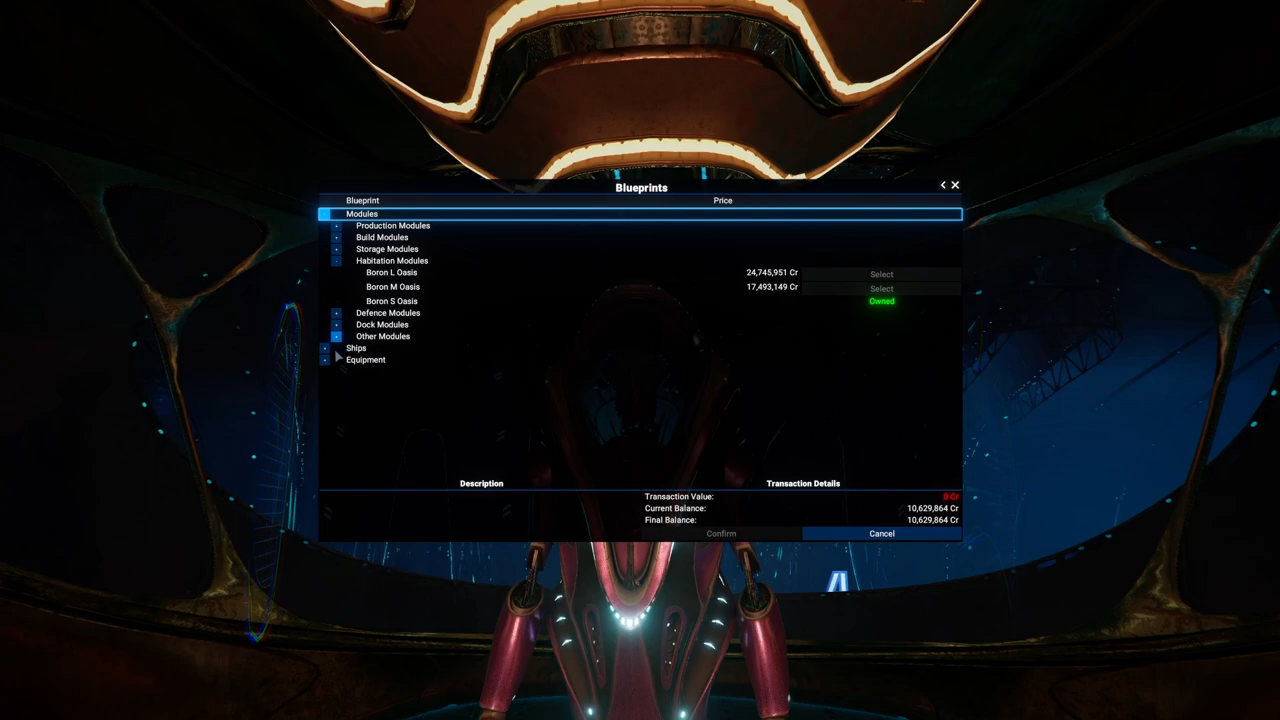 Blueprints
Blueprint Price
Modules
Production Modules
Build Modules
Storage Modules
Habitation Modules
Boron L Oasis 24,745,951 Cr Select
Boron M Oasis 17,493,149 Cr Select
Boron S Oasis Owned
Defence Modules
Dock Modules
Other Modules
Ships
Equipment
Description Transaction Details
Transaction Value: 0 Cr
Current Balance: 10,629,864 Cr
Final Balance: 10,629,864 Cr
Confirm Cancel